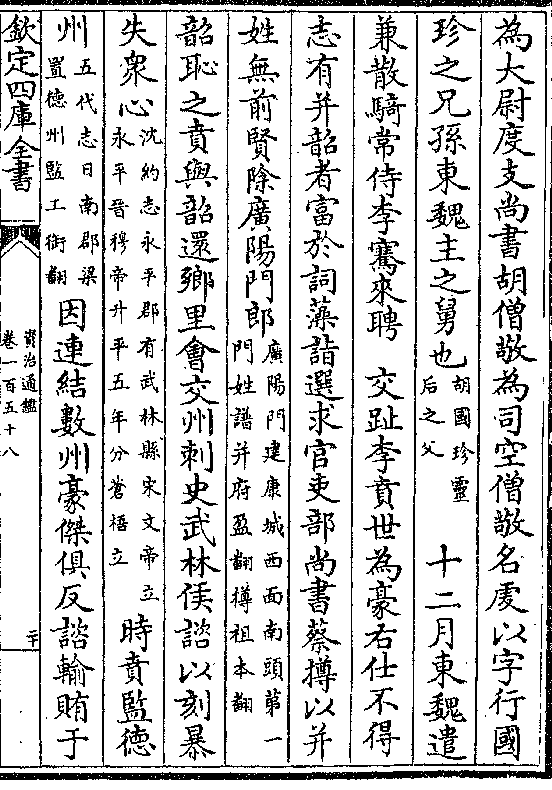 為大尉度支尚書胡僧敬為司空僧敬名虔以字行國
珍之兄孫東魏主之舅也胡國珍靈后之父 十二月東魏遣
兼散騎常侍李騫來聘 交趾李賁世為豪右仕不得
志有并韶者富於詞藻詣選求官吏部尚書蔡撙以并
姓無前賢除廣陽門郎廣陽門建康城西面南頭第一門姓譜并府盈翻撙祖本翻
韶恥之賁與韶還鄉里會交州刺史武林侯諮以刻暴
失衆心沈約志永平郡有武林縣宋文帝立永平晉穆帝升平五年分蒼梧立 時賁監德
州五代志日南郡梁置德州監工銜翻 因連結數州豪傑俱反諮輸賄于
欽定四庫全書
資治通鑑
卷一百五十八
二十